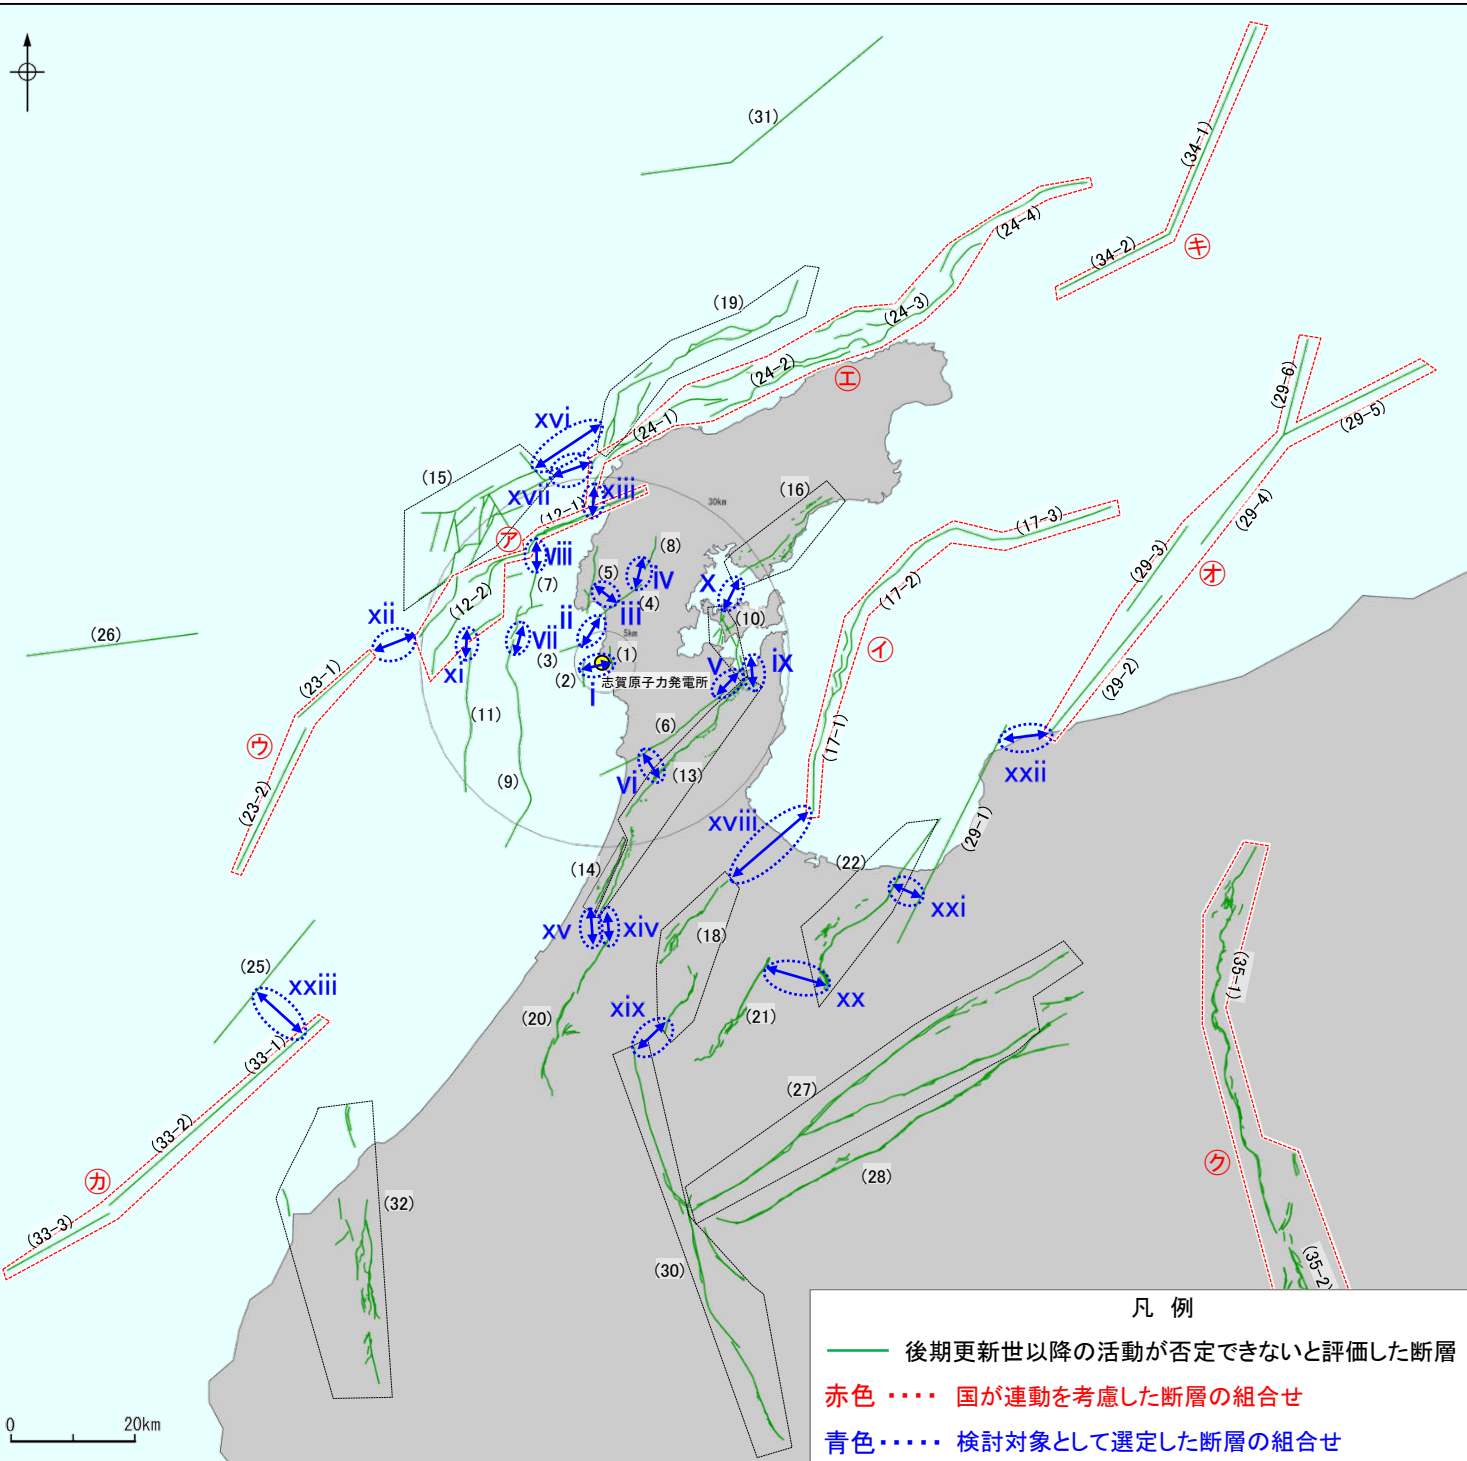 (31)
(34-1)
(34-2)
キ
(24-4)
(19)
(24-3)
(24-2)
エ
(24-1)
(29-6)
(29-5)
xvi
(15)
xvii
xiii
(12-1)
30km
(16)
(17-3)
(29-4)
ア
viii
(8)
(5)
iv
(7)
(4)
x
(17-2)
(29-3)
オ
(12-2)
ii
iii
xii
(10)
(26)
xi
vii
5km
(3)
(1)
v
ix
イ
(2)
志賀原子力発電所
i
(23-1)
(29-2)
(11)
(6)
(17-1)
ウ
(9)
vi
(13)
xxii
(23-2)
xviii
(29-1)
(14)
(22)
xv
xiv
(18)
xxi
(25)
xxiii
xx
(35-1)
(20)
xix
(21)
(33-1)
(27)
(33-2)
カ
(28)
ク
(32)
(33-3)
(30)
(35-2)
凡 例
後期更新世以降の活動が否定できないと評価した断層
赤色 ‥‥ 国が連動を考慮した断層の組合せ
青色‥‥‥ 検討対象として選定した断層の組合せ
0 20km